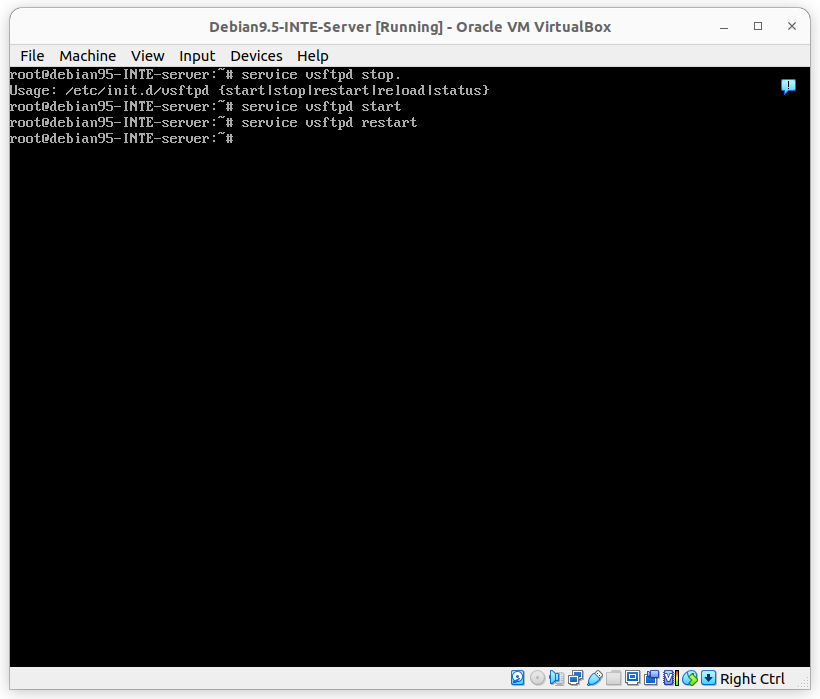 Debian9.5-INTE-Server [Running] - Oracle VM VirtualBox
File Machine View Input Devices Help
root@debian95-INTE-server:~# service vsftpd stop.
Usage: /etc/init.d/vsftpd {start|stop|restart|reload|status}
root@debian95-INTE-server:~# service vsftpd start
root@debian95-INTE-server:~# service vsftpd restart
root@debian95-INTE-server:~#
Right Ctrl